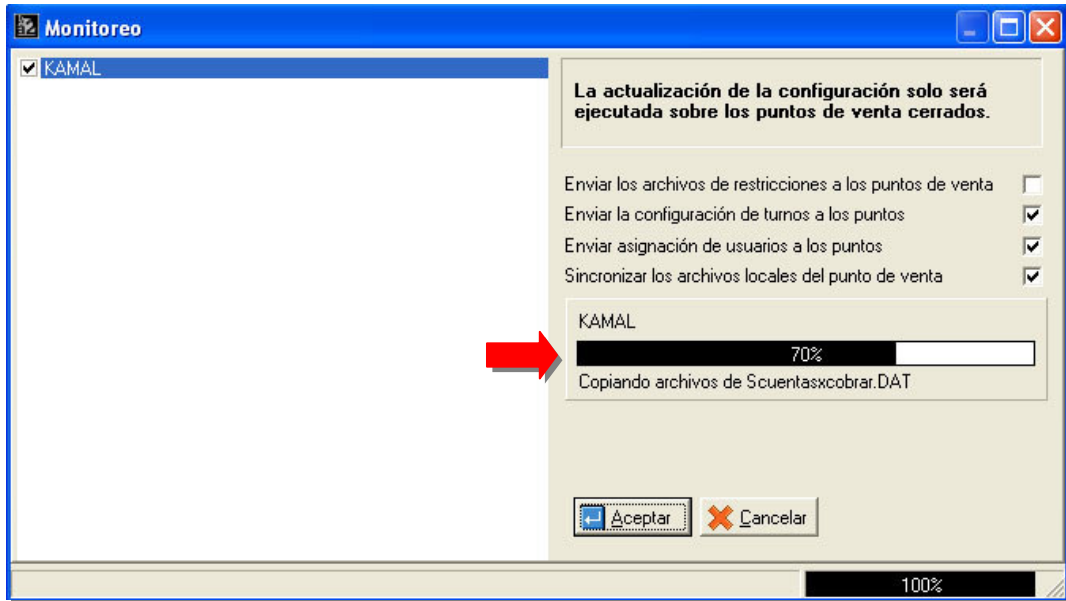 Monitoreo
KAMAL
La actualización de la configuración solo será
ejecutada sobre los puntos de venta cerrados.
Enviar los archivos de restricciones a los puntos de venta
Enviar la configuración de turnos a los puntos
Enviar asignación de usuarios a los puntos
Sincronizar los archivos locales del punto de venta
KAMAL
70%
Copiando archivos de Scuentasxcobrar.DAT
Aceptar
Cancelar
100%